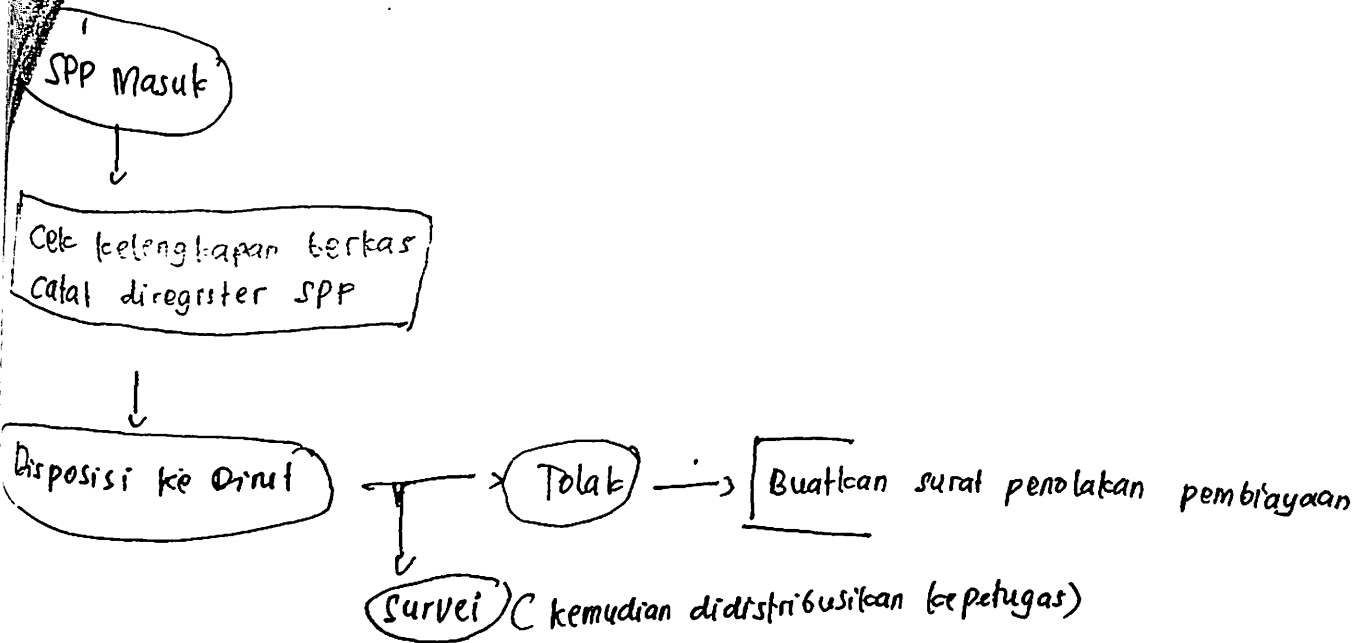 SPP Masuk
Cek kelengkapan berkas
Catat diregister SPP
Disposisi ke Dirut
Tolak
Buatkan surat penolakan pembiayaan
Survei (kemudian didistribusikan ke petugas)